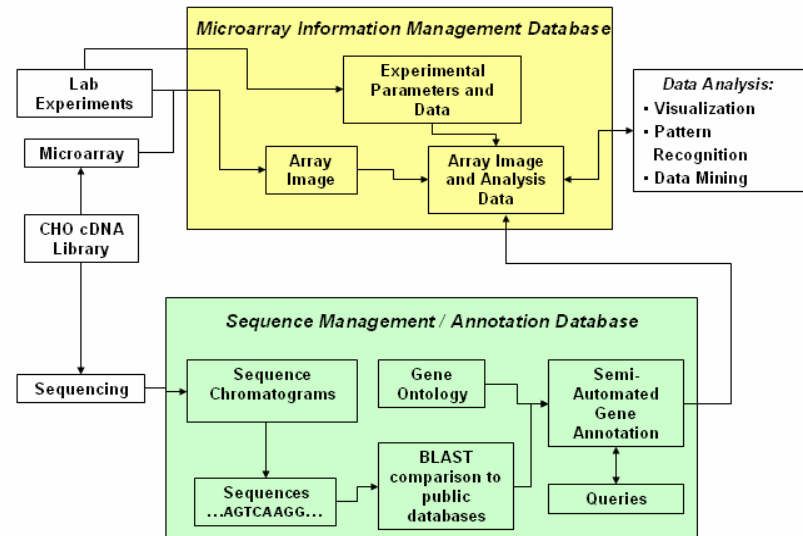 Microarray Information Management Database
Lab
Experiments
Experimental
Parameters and
Data
Data Analysis:
▪ Visualization
▪ Pattern
Recognition
▪ Data Mining
Microarray
Array
Image
Array Image
and Analysis
Data
CHO cDNA
Library
Sequence Management / Annotation Database
Sequencing
Sequence
Chromatograms
Gene
Ontology
Semi-
Automated
Gene
Annotation
Sequences
...AGTCAAGG...
BLAST
comparison to
public
databases
Queries